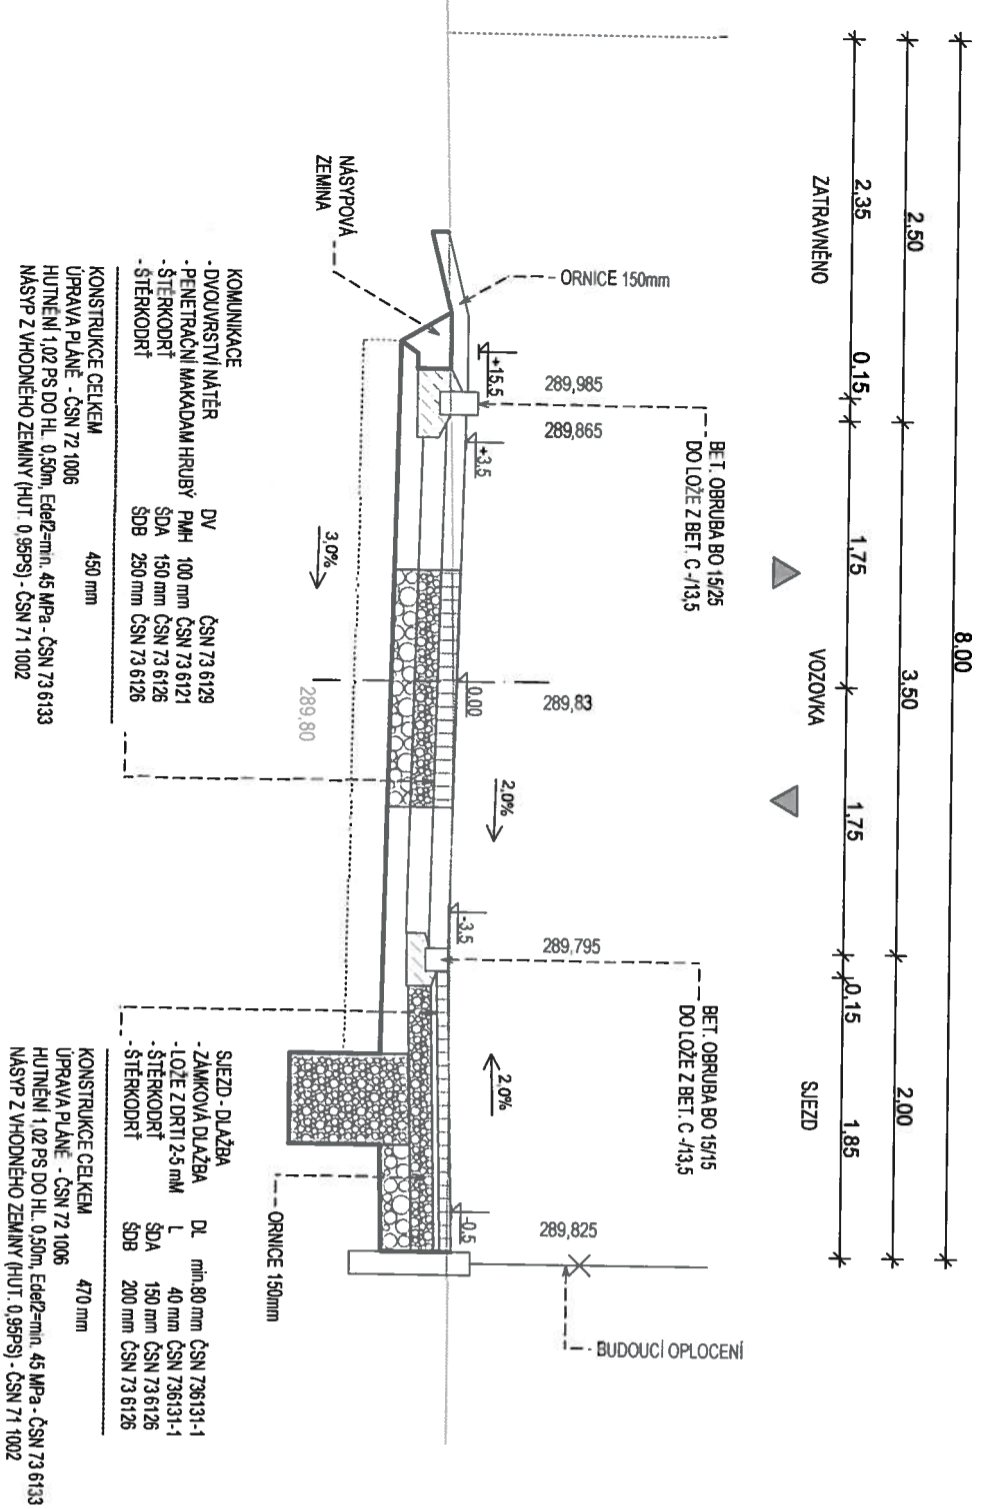 8,00
2,50
3,50
2,00
2,35
0,15
1,75
1,75
0,15
1,85
ZATRAVNĚNO
VOZOVKA
SJEZD
BET. OBRUBA BO 15/25
DO LOŽE Z BET. C -/13,5
BET. OBRUBA BO 15/15
DO LOŽE Z BET. C -/13,5
ORNICE 150mm
289,985
289,865
289,83
289,795
289,825
BUDOUCÍ OPLOCENÍ
+15.5
+3.5
0.00
-3.5
-0.5
2,0%
2,0%
NÁSYPOVÁ
ZEMINA
3,0%
289,80
ORNICE 150mm
KOMUNIKACE
- DVOUVRSTVÍ NÁTĚR DV ČSN 73 6129
- PENETRAČNÍ MAKADAM HRUBÝ PMH 100 mm ČSN 73 6121
- ŠTĚRKODRŤ ŠDA 150 mm ČSN 73 6126
- ŠTĚRKODRŤ ŠDB 250 mm ČSN 73 6126
KONSTRUKCE CELKEM 450 mm
ÚPRAVA PLÁNĚ - ČSN 72 1006
HUTNĚNÍ 1,02 PS DO HL. 0,50m, Edef2=min. 45 MPa - ČSN 73 6133
NÁSYP Z VHODNÉHO ZEMINY (HUT. 0,95PS) - ČSN 71 1002
SJEZD - DLAŽBA
- ZÁMKOVÁ DLAŽBA DL min.80 mm ČSN 736131-1
- LOŽE Z DRTI 2-5 mM L 40 mm ČSN 736131-1
- ŠTĚRKODRŤ ŠDA 150 mm ČSN 73 6126
- ŠTĚRKODRŤ ŠDB 200 mm ČSN 73 6126
KONSTRUKCE CELKEM 470 mm
ÚPRAVA PLÁNĚ - ČSN 72 1006
HUTNĚNÍ 1,02 PS DO HL. 0,50m, Edef2=min. 45 MPa - ČSN 73 6133
NÁSYP Z VHODNÉHO ZEMINY (HUT. 0,95PS) - ČSN 71 1002